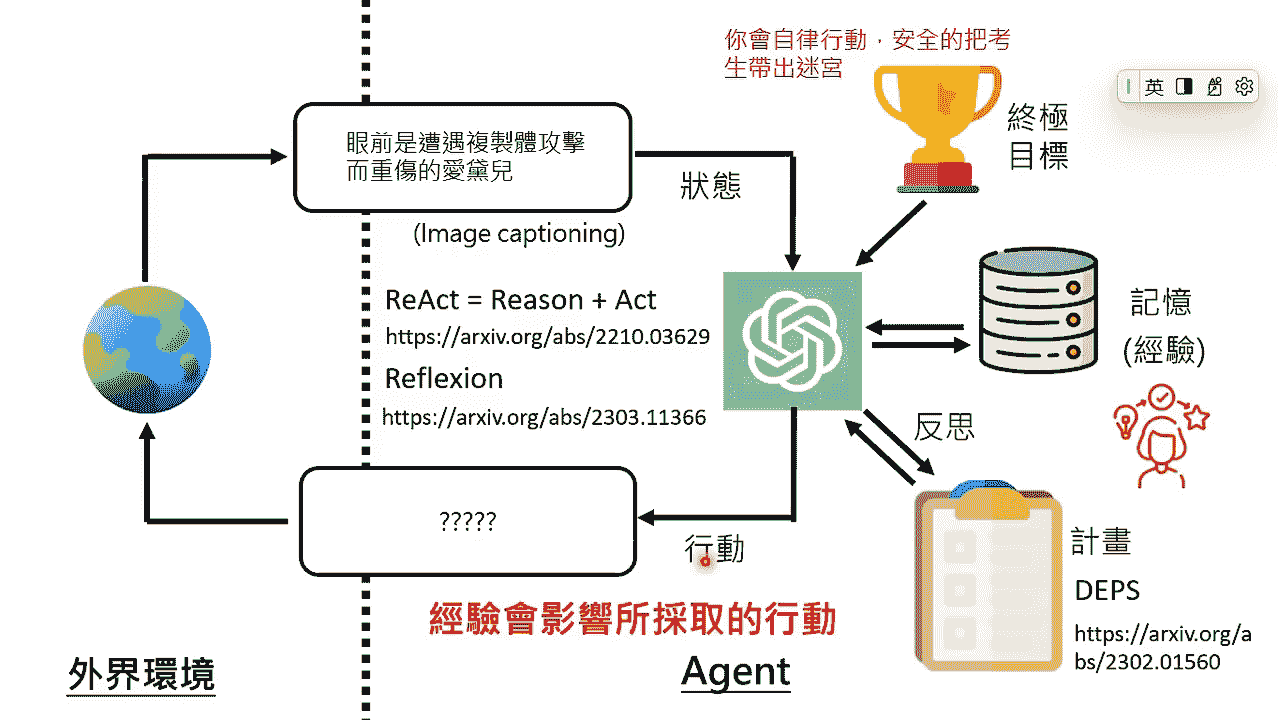 你會自律行動，安全的把考
生帶出迷宮
英
終極
目標
眼前是遭遇複製體攻擊
而重傷的愛黛兒
狀態
(Image captioning)
ReAct = Reason + Act
https://arxiv.org/abs/2210.03629
Reflexion
https://arxiv.org/abs/2303.11366
記憶
(經驗)
反思
?????
行動
計畫
DEPS
https://arxiv.org/a
bs/2302.01560
經驗會影響所採取的行動
外界環境
Agent